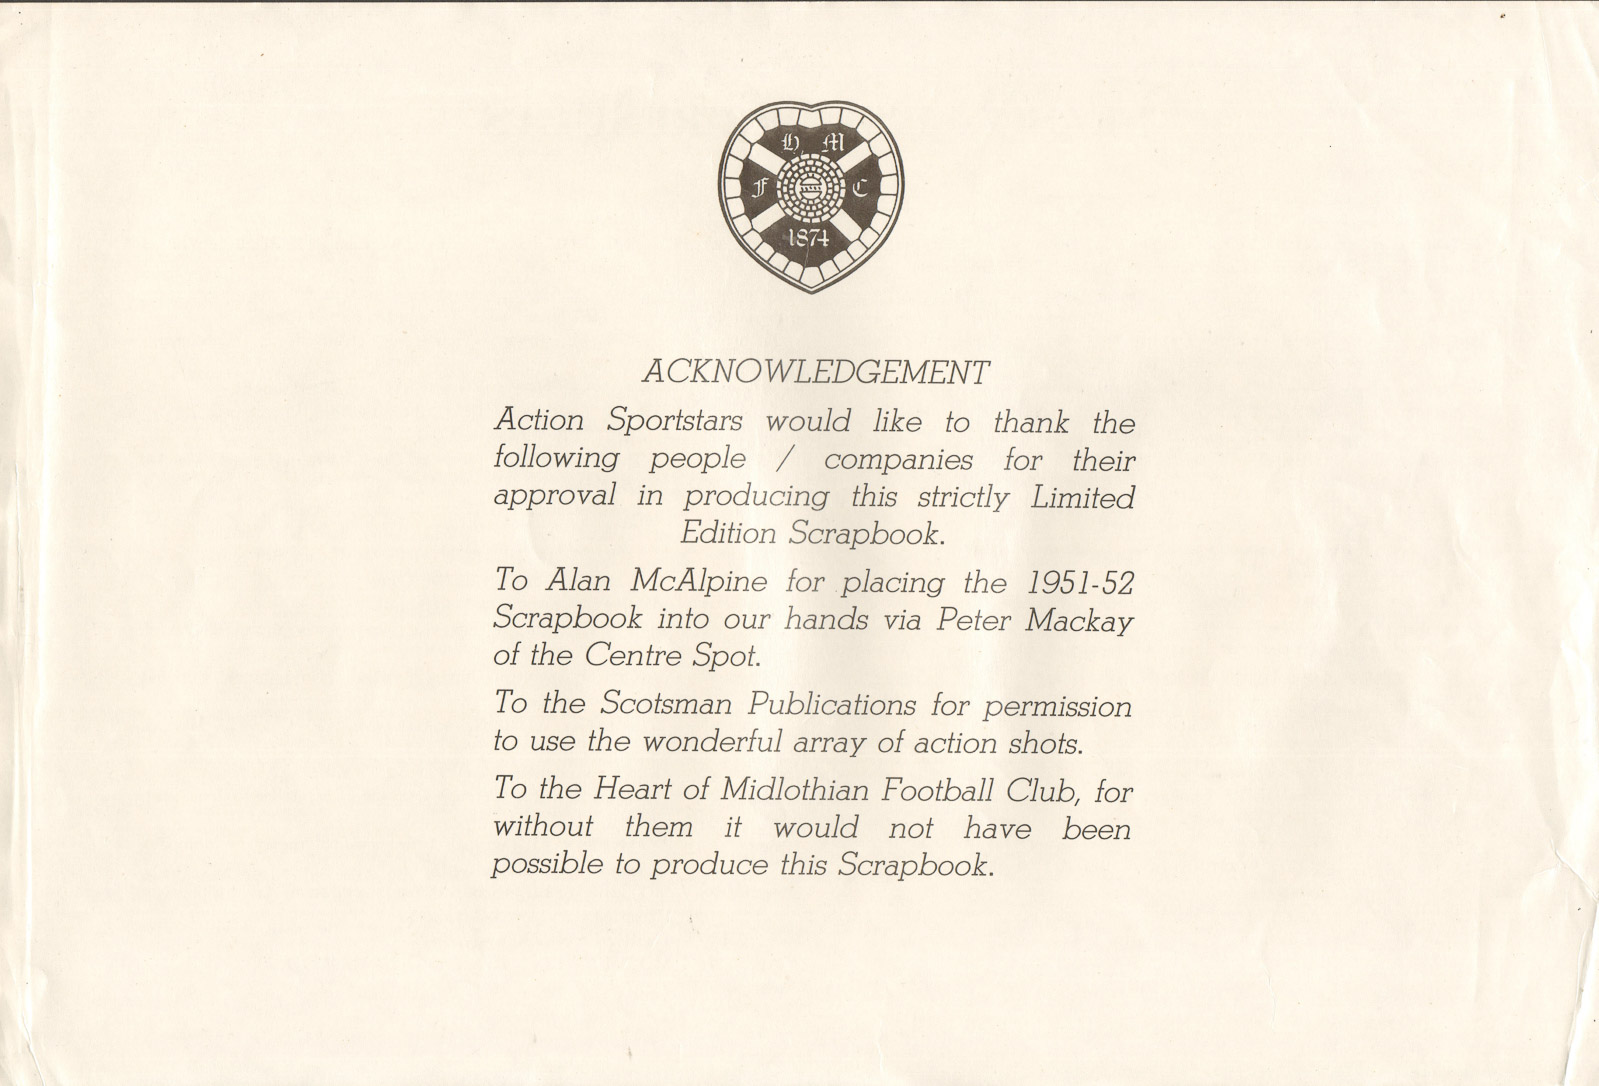 H M
F C
1874
ACKNOWLEDGEMENT
Action Sportstars would like to thank the
following people / companies for their
approval in producing this strictly Limited
Edition Scrapbook.
To Alan McAlpine for placing the 1951-52
Scrapbook into our hands via Peter Mackay
of the Centre Spot.
To the Scotsman Publications for permission
to use the wonderful array of action shots.
To the Heart of Midlothian Football Club, for
without them it would not have been
possible to produce this Scrapbook.